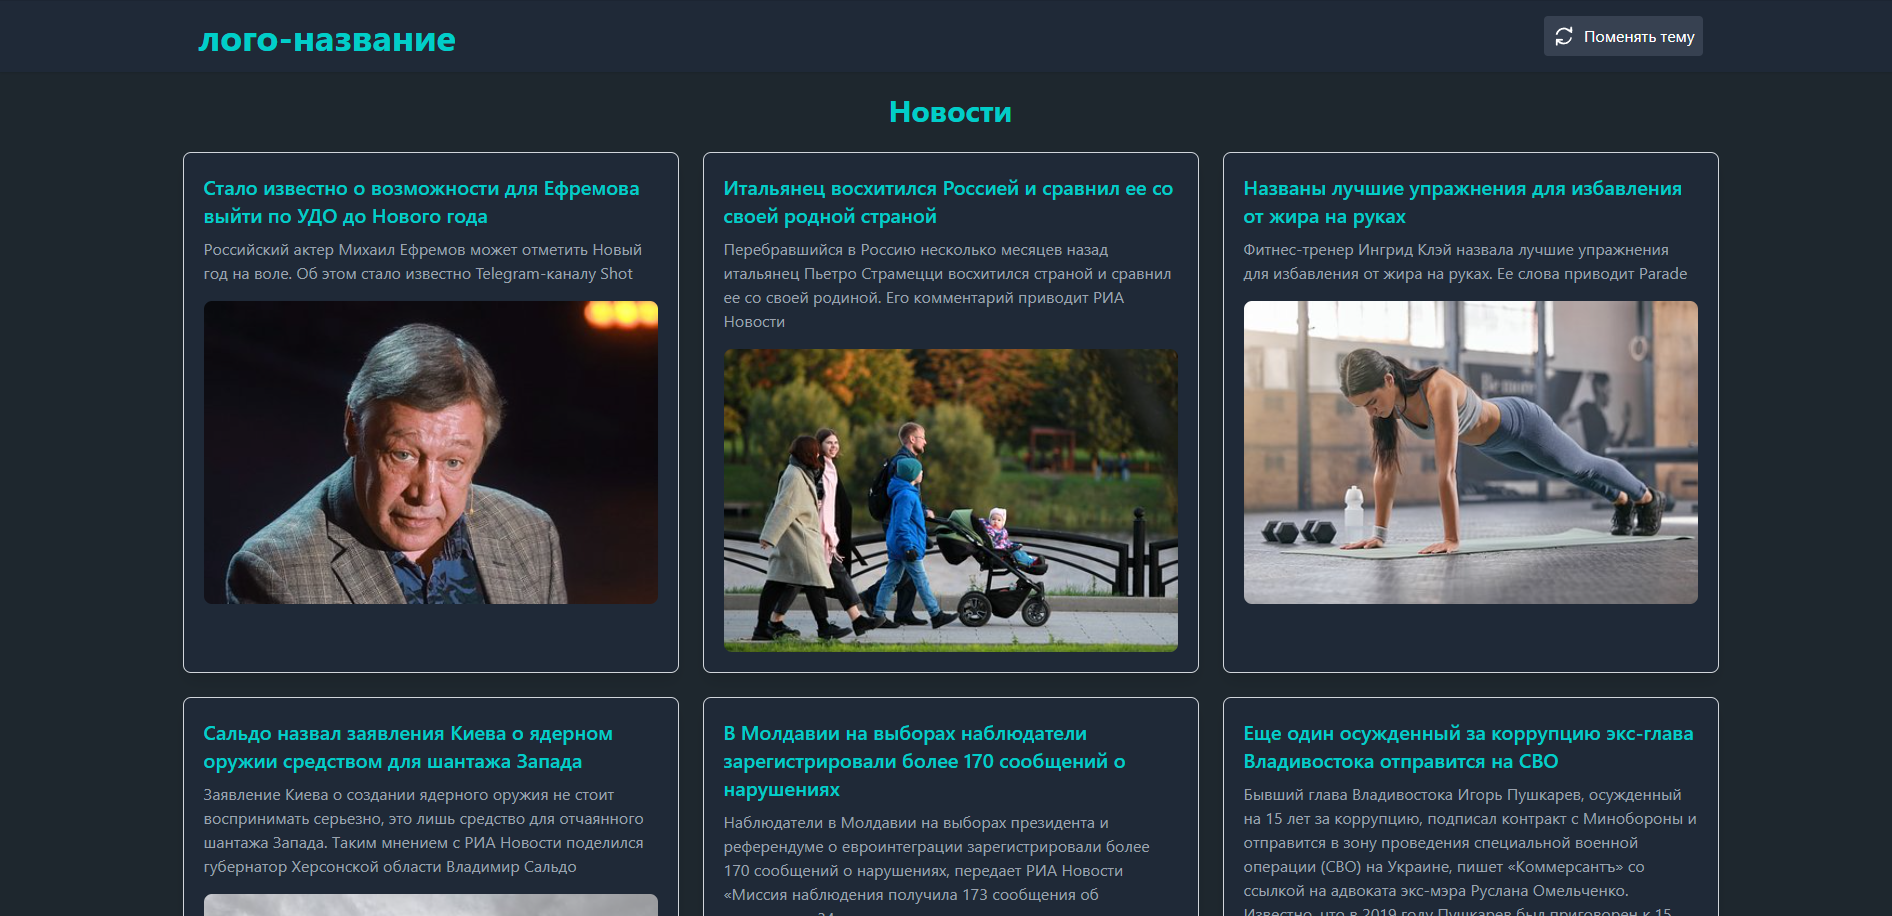 лого-название
Поменять тему
Новости
Стало известно о возможности для Ефремова
выйти по УДО до Нового года
Российский актер Михаил Ефремов может отметить Новый
год на воле. Об этом стало известно Telegram-каналу Shot
Итальянец восхитился Россией и сравнил ее со
своей родной страной
Перебравшийся в Россию несколько месяцев назад
итальянец Пьетро Страмецци восхитился страной и сравнил
ее со своей родиной. Его комментарий приводит РИА
Новости
Названы лучшие упражнения для избавления
от жира на руках
Фитнес-тренер Ингрид Клэй назвала лучшие упражнения
для избавления от жира на руках. Ее слова приводит Parade
Сальдо назвал заявления Киева о ядерном
оружии средством для шантажа Запада
Заявление Киева о создании ядерного оружия не стоит
воспринимать серьезно, это лишь средство для отчаянного
шантажа Запада. Таким мнением с РИА Новости поделился
губернатор Херсонской области Владимир Сальдо
В Молдавии на выборах наблюдатели
зарегистрировали более 170 сообщений о
нарушениях
Наблюдатели в Молдавии на выборах президента и
референдуме о евроинтеграции зарегистрировали более
170 сообщений о нарушениях, передает РИА Новости
«Миссия наблюдения получила 173 сообщения об
Еще один осужденный за коррупцию экс-глава
Владивостока отправится на СВО
Бывший глава Владивостока Игорь Пушкарев, осужденный
на 15 лет за коррупцию, подписал контракт с Минобороны и
отправится в зону проведения специальной военной
операции (СВО) на Украине, пишет «Коммерсантъ» со
ссылкой на адвоката экс-мэра Руслана Омельченко.
Известно, что в 2019 году Пушкарев был приговорен к 15